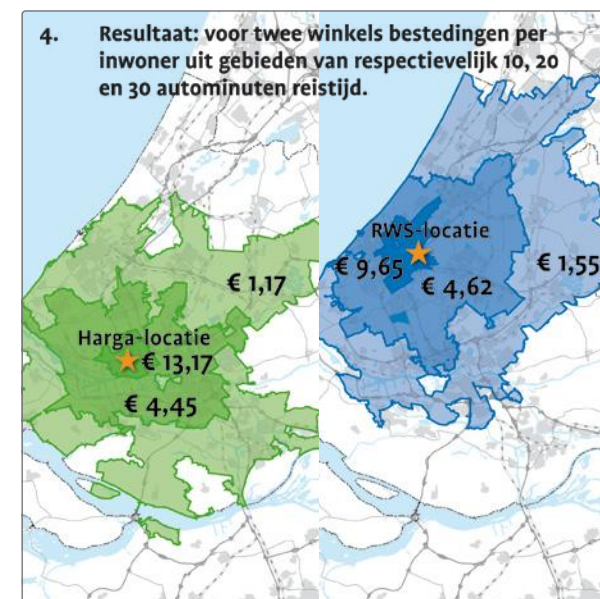 4. Resultaat: voor twee winkels bestedingen per
inwoner uit gebieden van respectievelijk 10, 20
en 30 autominuten reistijd.
€ 1,17
Harga-locatie
€ 13,17
€ 4,45
RWS-locatie
€ 9,65
€ 4,62
€ 1,55